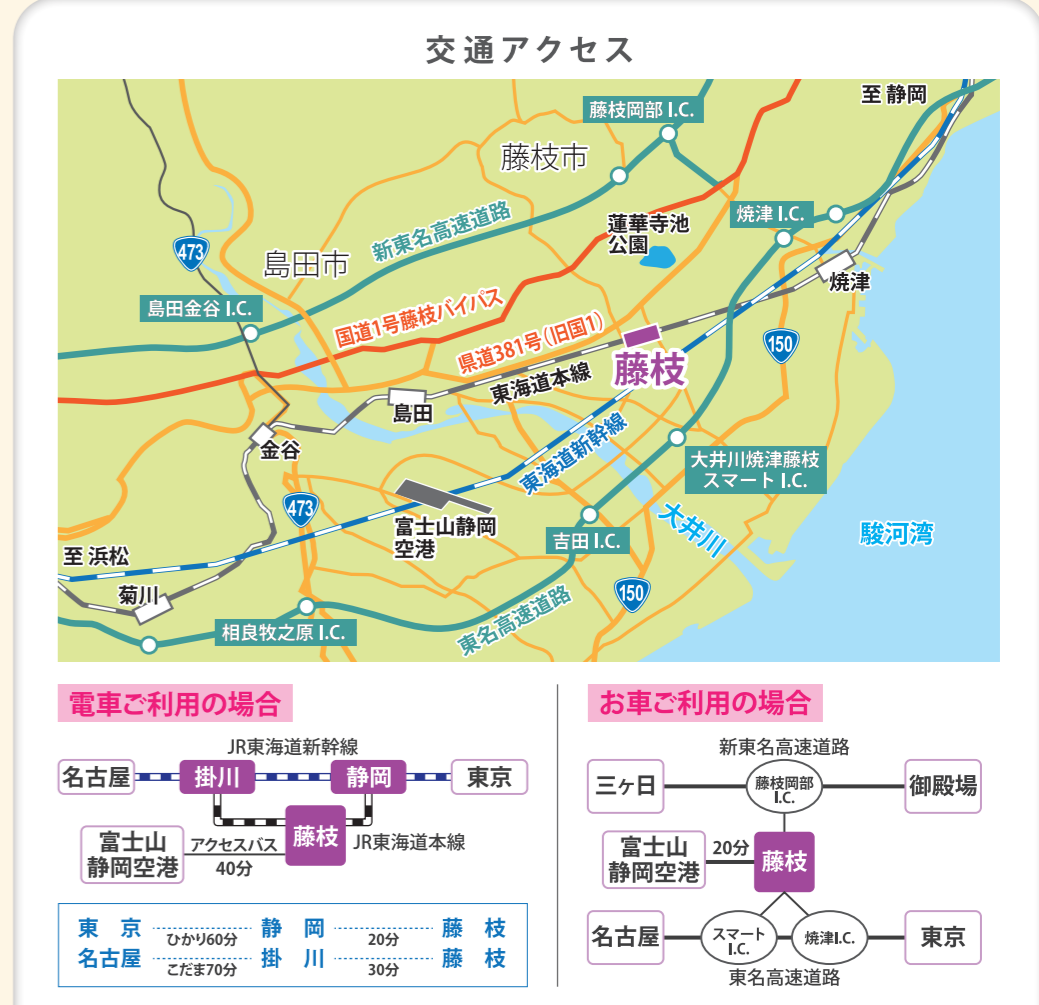 交通アクセス
至 静岡
藤枝岡部 I.C.
藤枝市
焼津 I.C.
蓮華寺池
公園
新東名高速道路
473
島田市
焼津
島田金谷 I.C.
国道1号藤枝バイパス
県道381号(旧国1)
150
藤枝
東海道本線
島田
金谷
東海道新幹線
大井川焼津藤枝
スマート I.C.
473
富士山静岡
空港
吉田 I.C.
大井川
駿河湾
至 浜松
菊川
150
相良牧之原 I.C.
東名高速道路
電車ご利用の場合
JR東海道新幹線
名古屋
掛川
静岡
東京
藤枝
JR東海道本線
富士山
静岡空港
アクセスバス
40分
東 京 ひかり60分 静 岡 20分 藤 枝
名古屋 こだま70分 掛 川 30分 藤 枝
お車ご利用の場合
新東名高速道路
三ヶ日
藤枝岡部
I.C.
御殿場
富士山
静岡空港
20分
藤枝
名古屋
スマート
I.C.
焼津I.C.
東京
東名高速道路